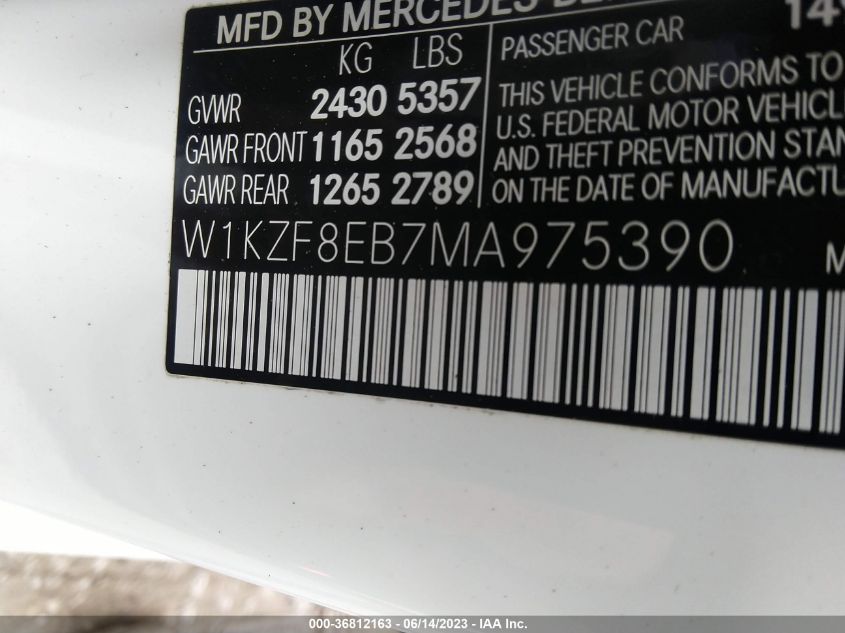 MFD BY MERCEDES
KG LBS
GVWR 2430 5357
GAWR FRONT 1165 2568
GAWR REAR 1265 2789
PASSENGER CAR
THIS VEHICLE CONFORMS TO
U.S. FEDERAL MOTOR VEHICL
AND THEFT PREVENTION STAN
ON THE DATE OF MANUFACTU
W1KZF8EB7MA975390
000-36812163 - 06/14/2023 - IAA Inc.